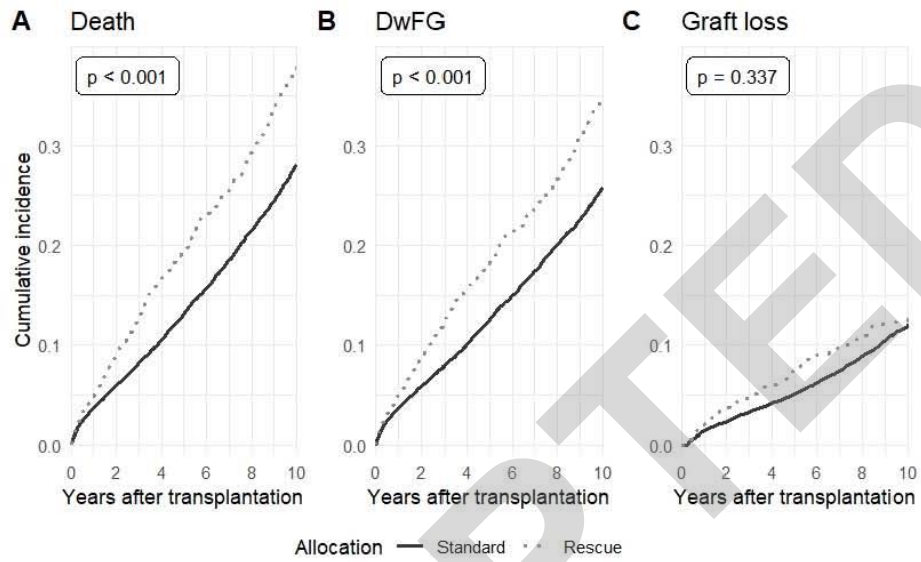 A Death
B DwFG
C Graft loss
p < 0.001
p < 0.001
p = 0.337
Cumulative incidence
0.3
0.2
0.1
0.0
0.3
0.2
0.1
0.0
0.3
0.2
0.1
0.0
0 2 4 6 8 10
0 2 4 6 8 10
0 2 4 6 8 10
Years after transplantation
Years after transplantation
Years after transplantation
Allocation Standard Rescue
PTED